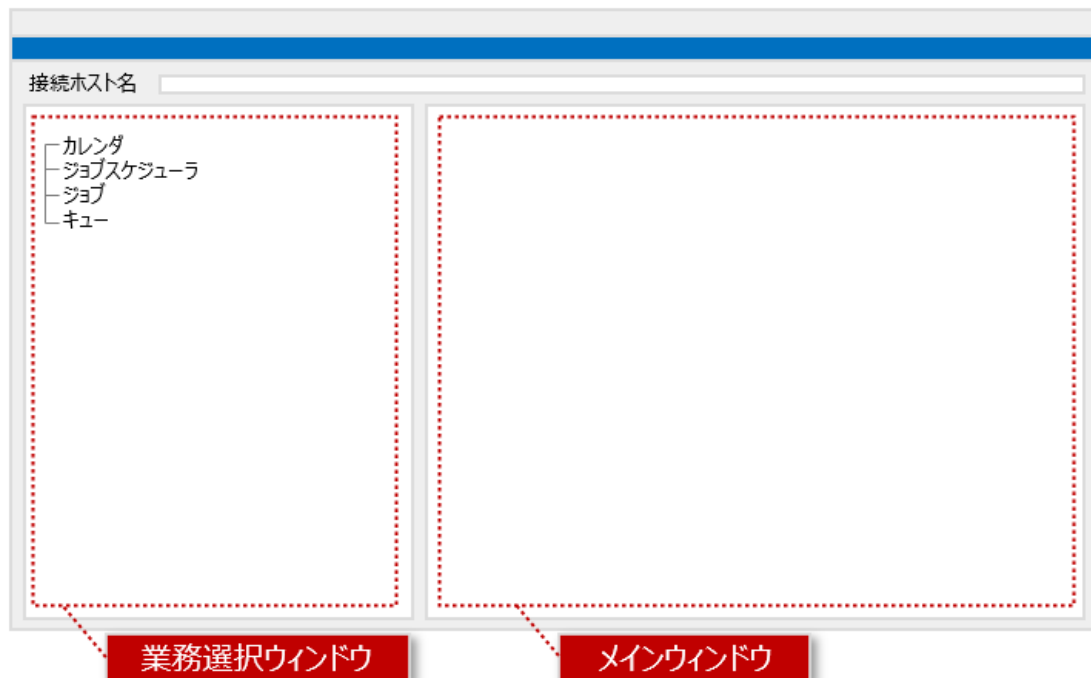 接続ホスト名
カレンダ
ジョブスケジューラ
ジョブ
キュー
業務選択ウィンドウ
メインウィンドウ